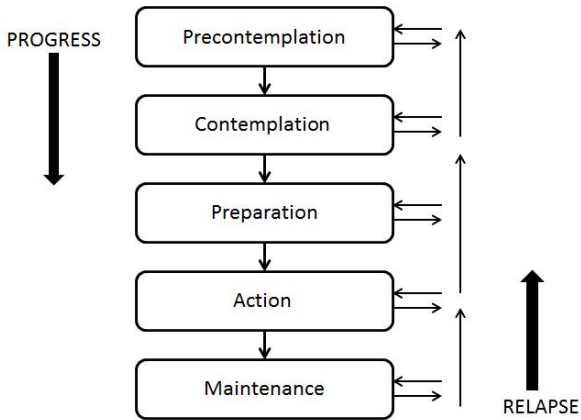 PROGRESS
Precontemplation
Contemplation
Preparation
Action
Maintenance
RELAPSE